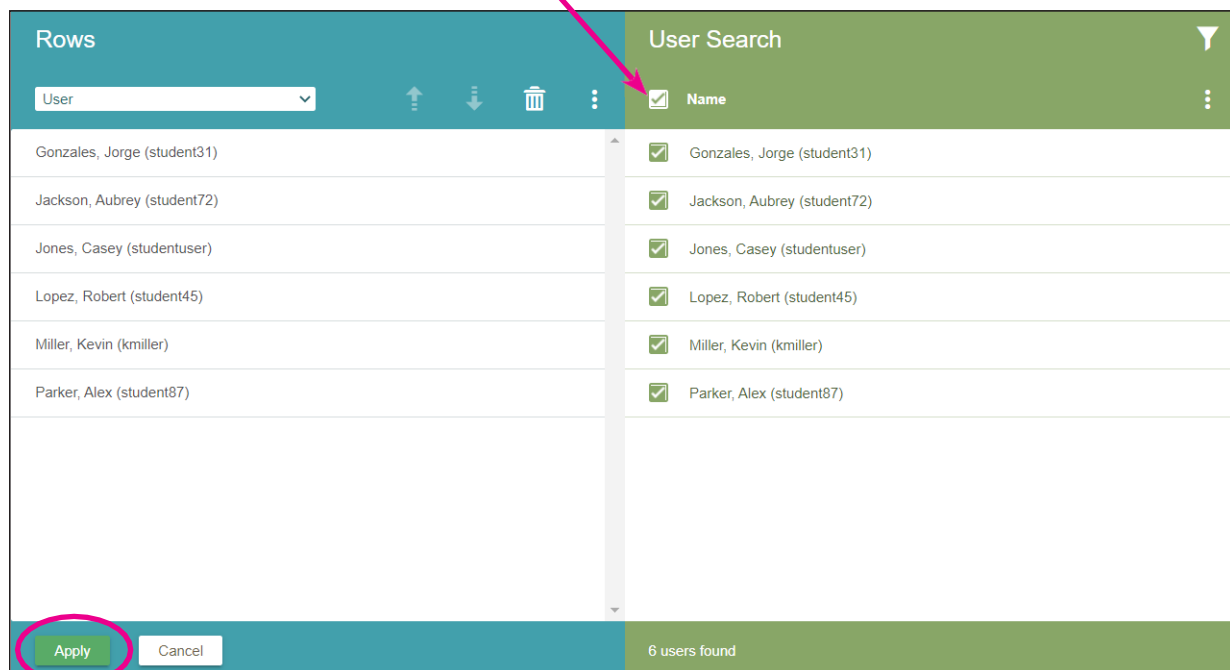 Rows
User
Gonzales, Jorge (student31)
Jackson, Aubrey (student72)
Jones, Casey (studentuser)
Lopez, Robert (student45)
Miller, Kevin (kmiller)
Parker, Alex (student87)
Apply
Cancel
User Search
Name
Gonzales, Jorge (student31)
Jackson, Aubrey (student72)
Jones, Casey (studentuser)
Lopez, Robert (student45)
Miller, Kevin (kmiller)
Parker, Alex (student87)
6 users found